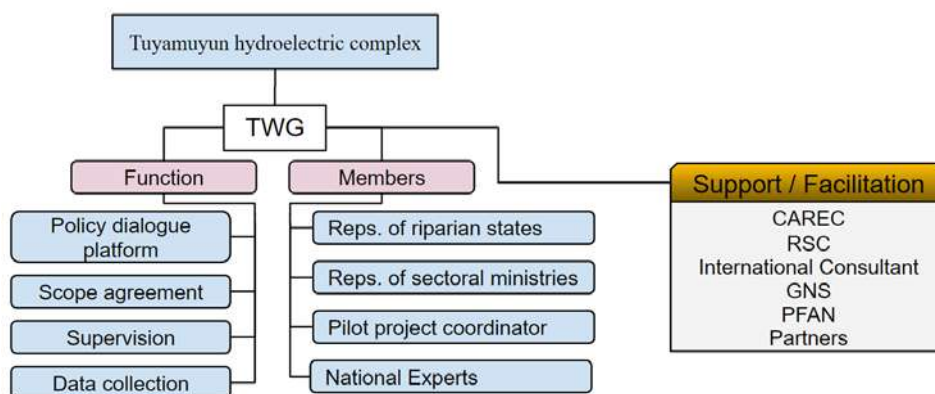 Tuyamuyun hydroelectric complex
TWG
Function
Policy dialogue
platform
Scope agreement
Supervision
Data collection
Members
Reps. of riparian states
Reps. of sectoral ministries
Pilot project coordinator
National Experts
Support / Facilitation
CAREC
RSC
International Consultant
GNS
PFAN
Partners